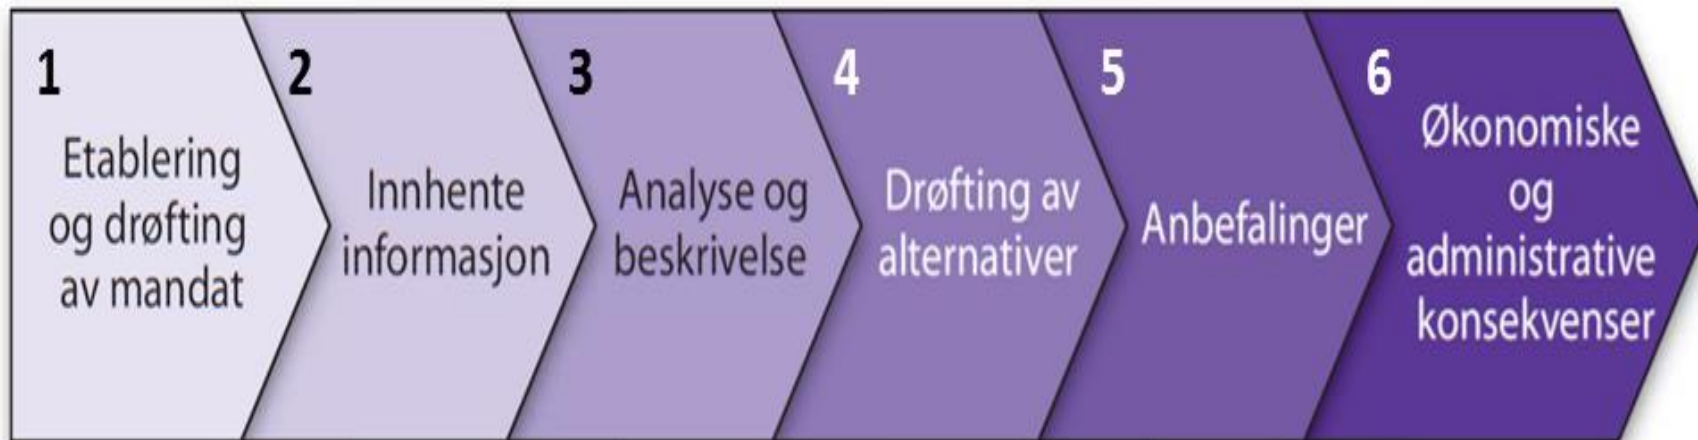 1
Etablering
og drøfting
av mandat
2
Innhente
informasjon
3
Analyse og
beskrivelse
4
Drøfting av
alternativer
5
Anbefalinger
6
Økonomiske
og
administrative
konsekvenser